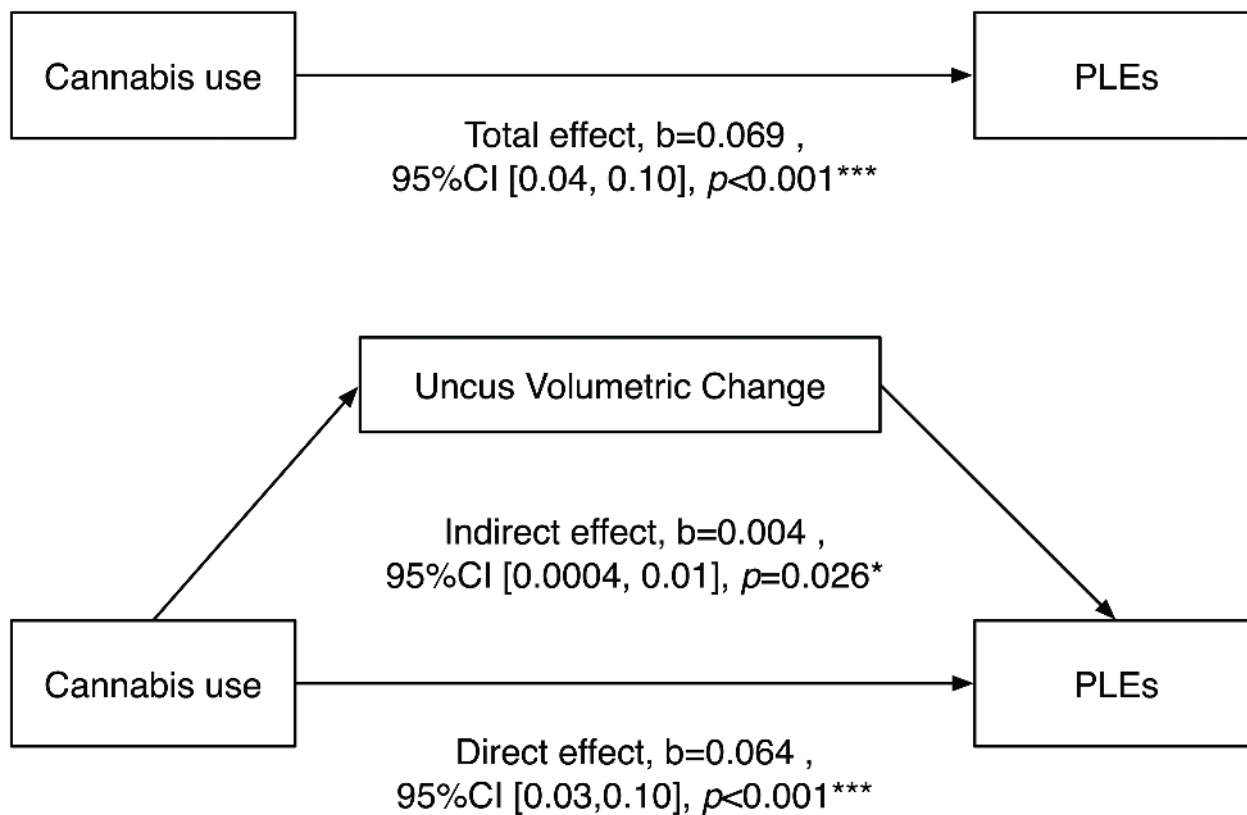 Cannabis use
PLEs
Total effect, b=0.069 ,
95%CI [0.04, 0.10], p<0.001***
Uncus Volumetric Change
Indirect effect, b=0.004 ,
95%CI [0.0004, 0.01], p=0.026*
Cannabis use
PLEs
Direct effect, b=0.064 ,
95%CI [0.03,0.10], p<0.001***